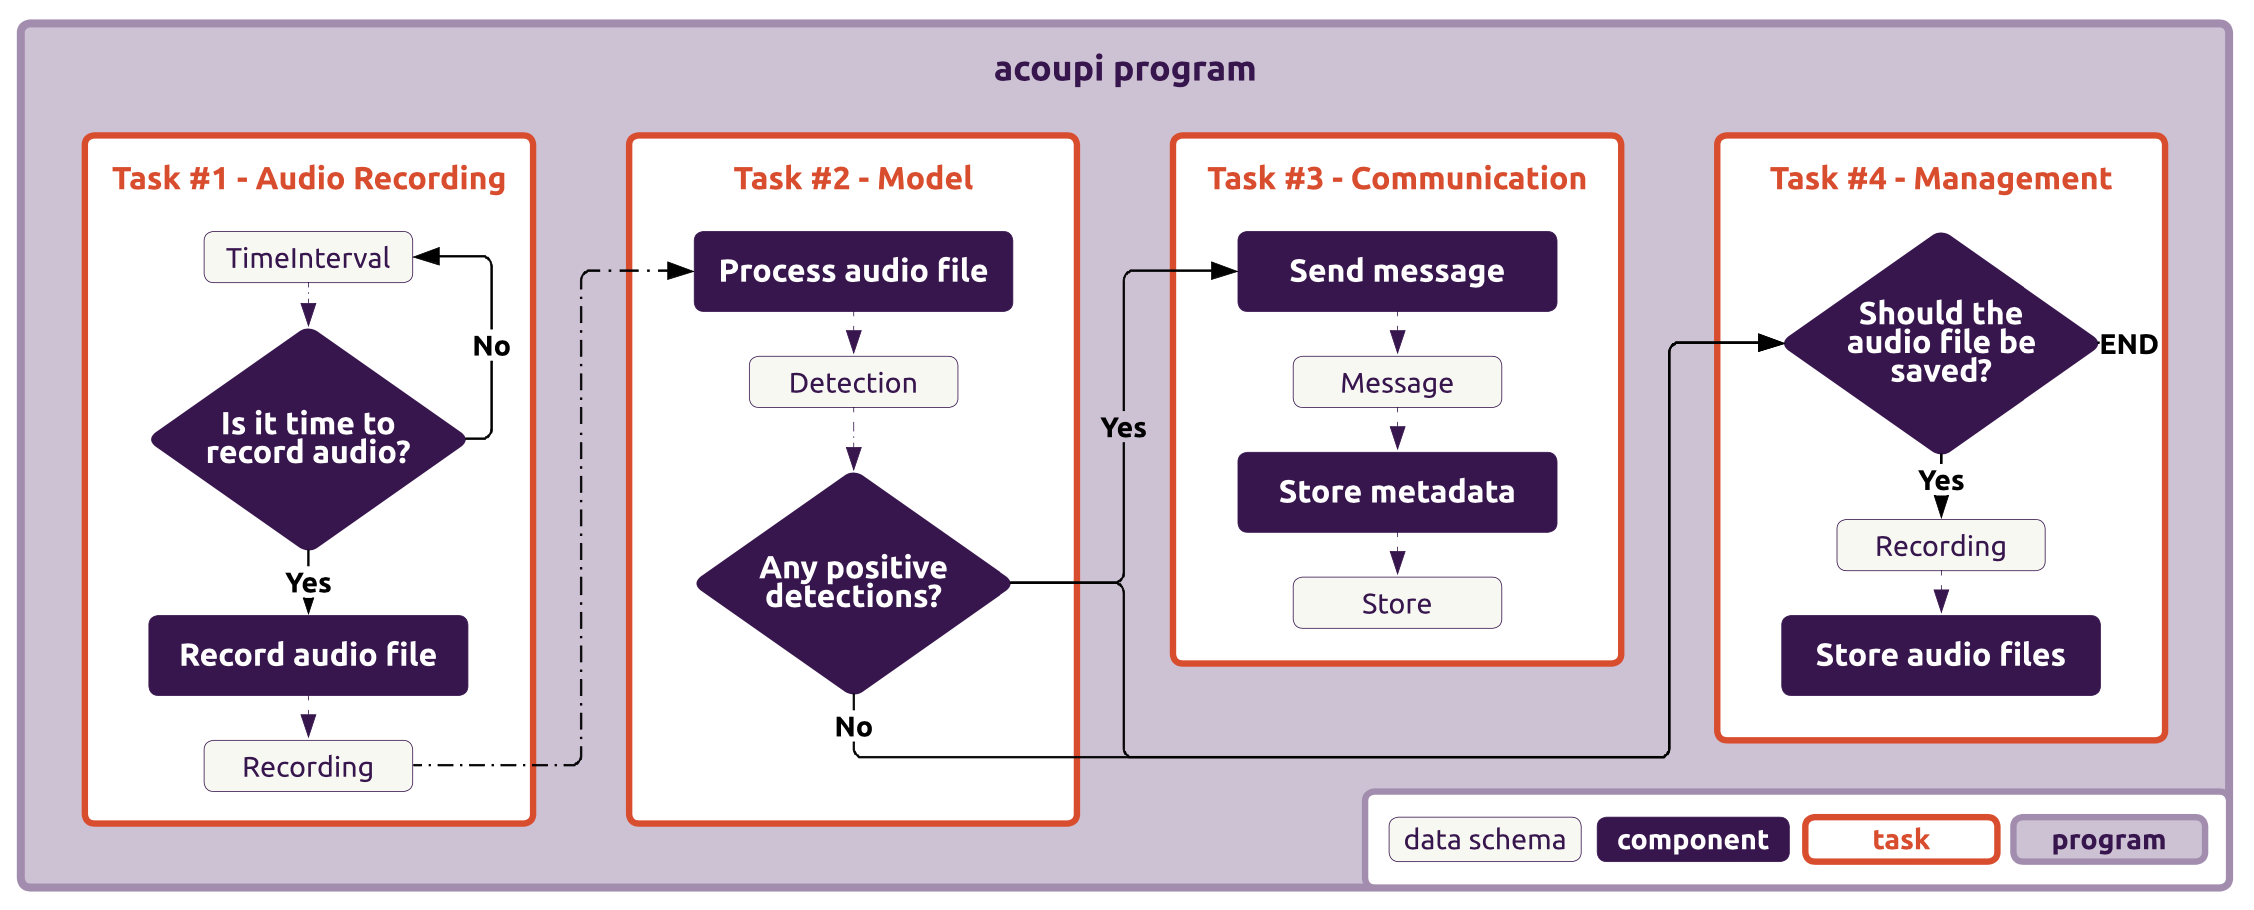 acoupi program
Task #1 - Audio Recording
TimeInterval
No
Is it time to
record audio?
Yes
Record audio file
Recording
Task #2 - Model
Process audio file
Detection
Any positive
detections?
No
Yes
Task #3 - Communication
Send message
Message
Store metadata
Store
Task #4 - Management
Should the
audio file be
saved?
END
Yes
Recording
Store audio files
data schema
component
task
program